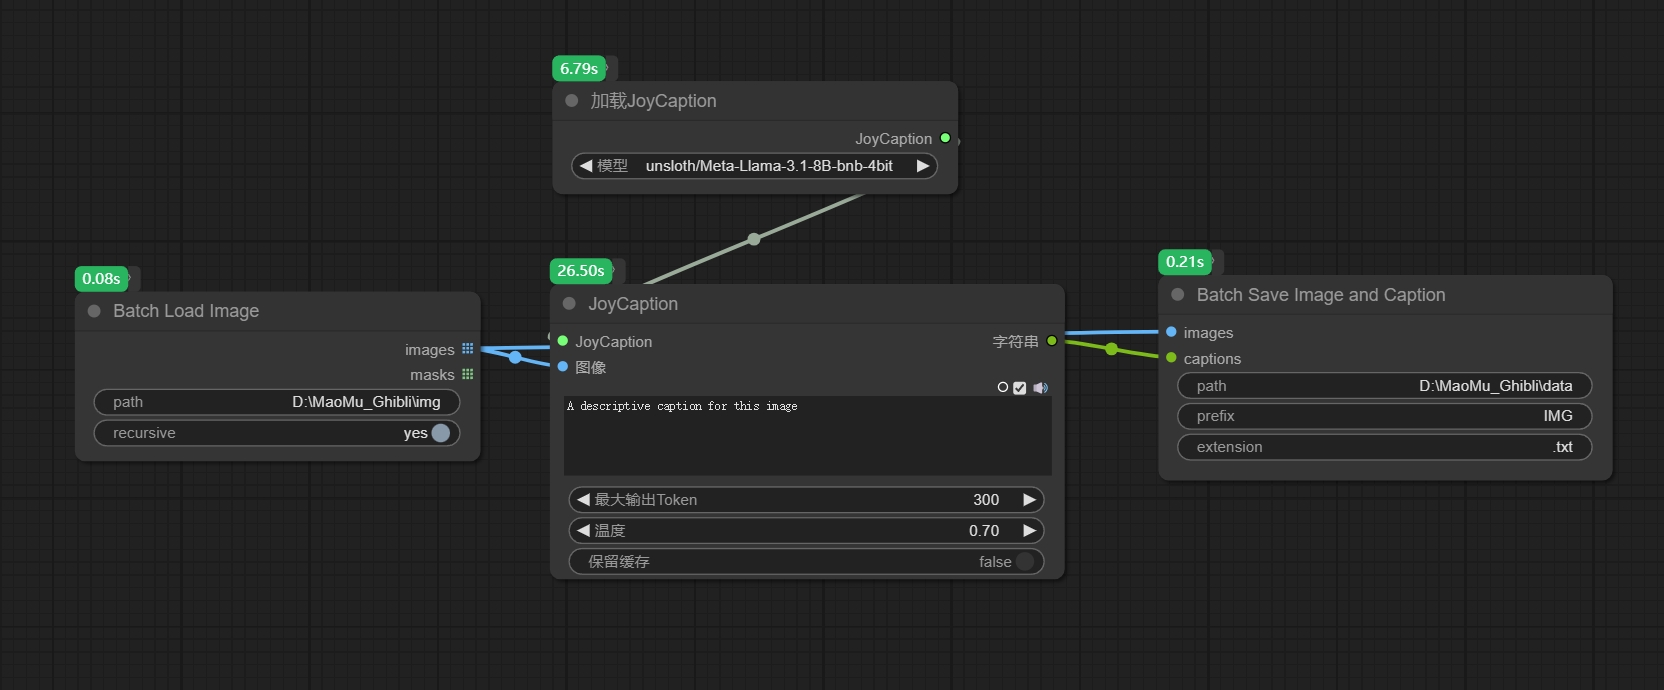 6.79s
加载JoyCaption
JoyCaption
模型 unsloth/Meta-Llama-3.1-8B-bnb-4bit
0.08s
Batch Load Image
images
masks
path D:\MaoMu_Ghibli\img
recursive yes
26.50s
JoyCaption
JoyCaption 字符串
图像
A descriptive caption for this image
最大输出Token 300
温度 0.70
保留缓存 false
0.21s
Batch Save Image and Caption
images
captions
path D:\MaoMu_Ghibli\data
prefix IMG
extension .txt